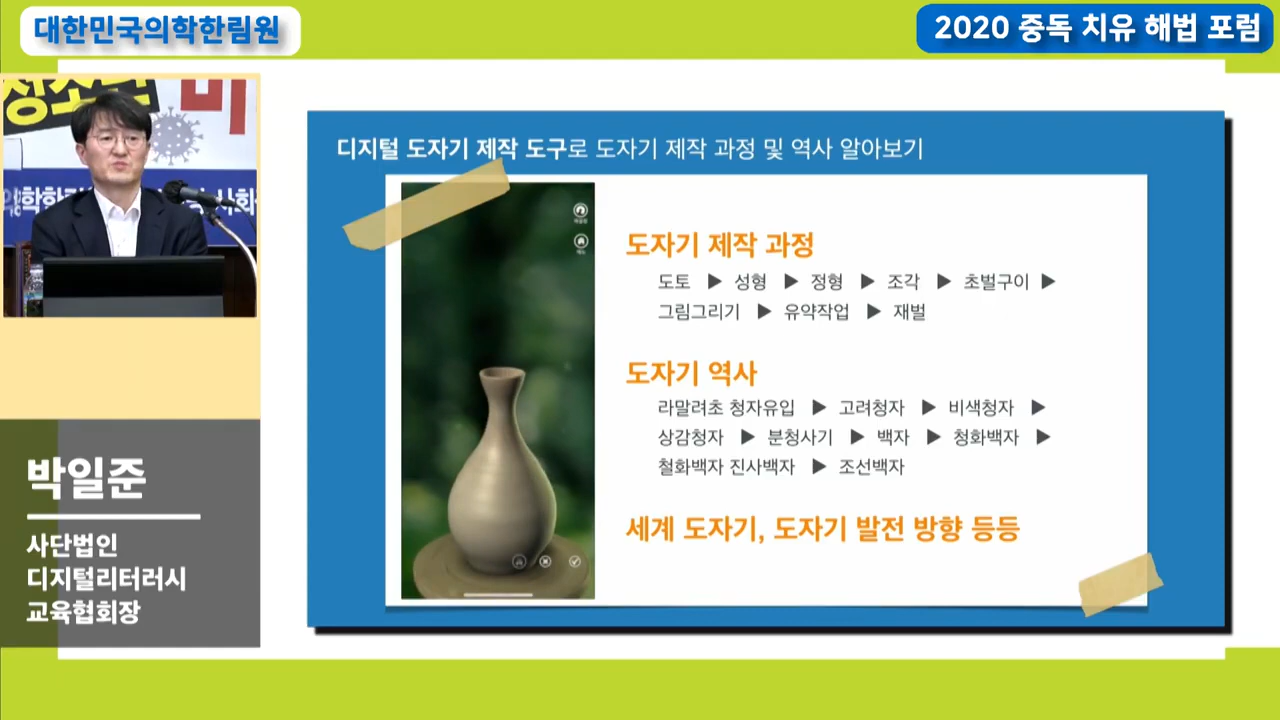 대한민국의학한림원
2020 중독 치유 해법 포럼
디지털 도자기 제작 도구로 도자기 제작 과정 및 역사 알아보기
도자기 제작 과정
도토 ▶ 성형 ▶ 정형 ▶ 조각 ▶ 초벌구이 ▶
그림그리기 ▶ 유약작업 ▶ 재벌
도자기 역사
라말려초 청자유입 ▶ 고려청자 ▶ 비색청자 ▶
상감청자 ▶ 분청사기 ▶ 백자 ▶ 청화백자 ▶
철화백자 진사백자 ▶ 조선백자
세계 도자기, 도자기 발전 방향 등등
박일준
사단법인
디지털리터러시
교육협회장